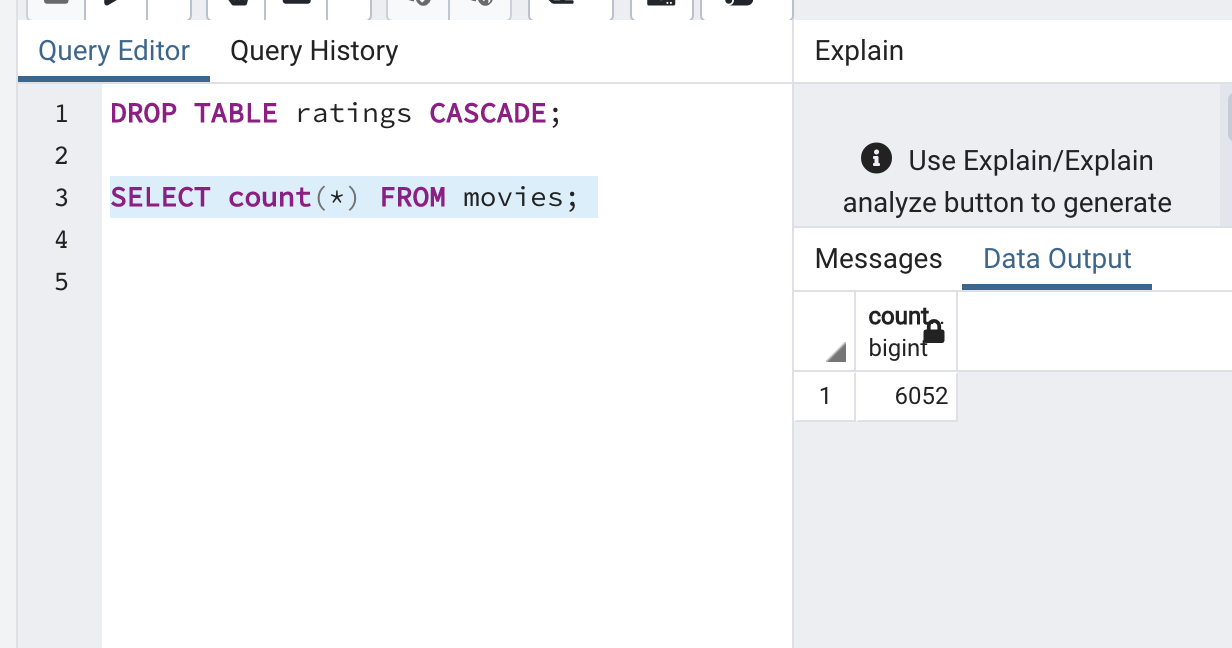 Query Editor Query History
1 DROP TABLE ratings CASCADE;
2
3 SELECT count(*) FROM movies;
4
5
Explain
Use Explain/Explain
analyze button to generate
Messages Data Output
count
bigint
1 6052